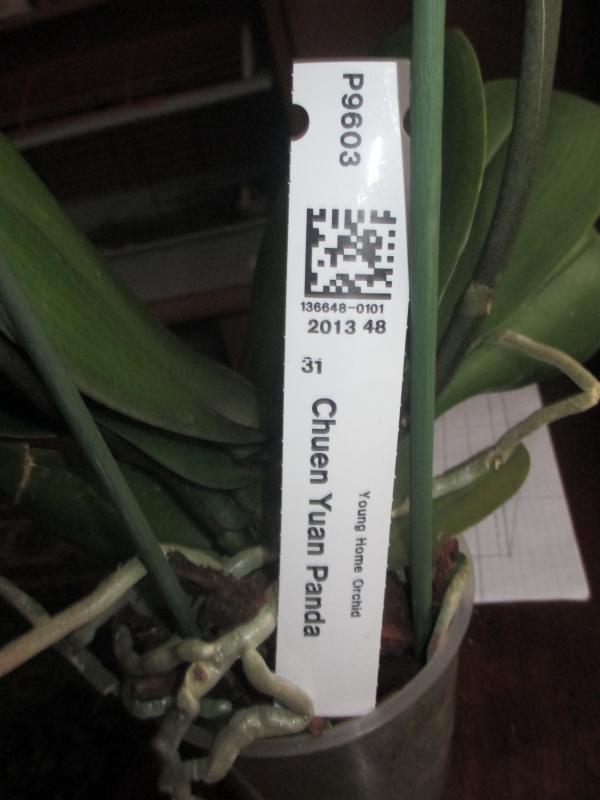 P9603
136648-0101
2013 48
31
Young Home Orchid
Chuen Yuan Panda